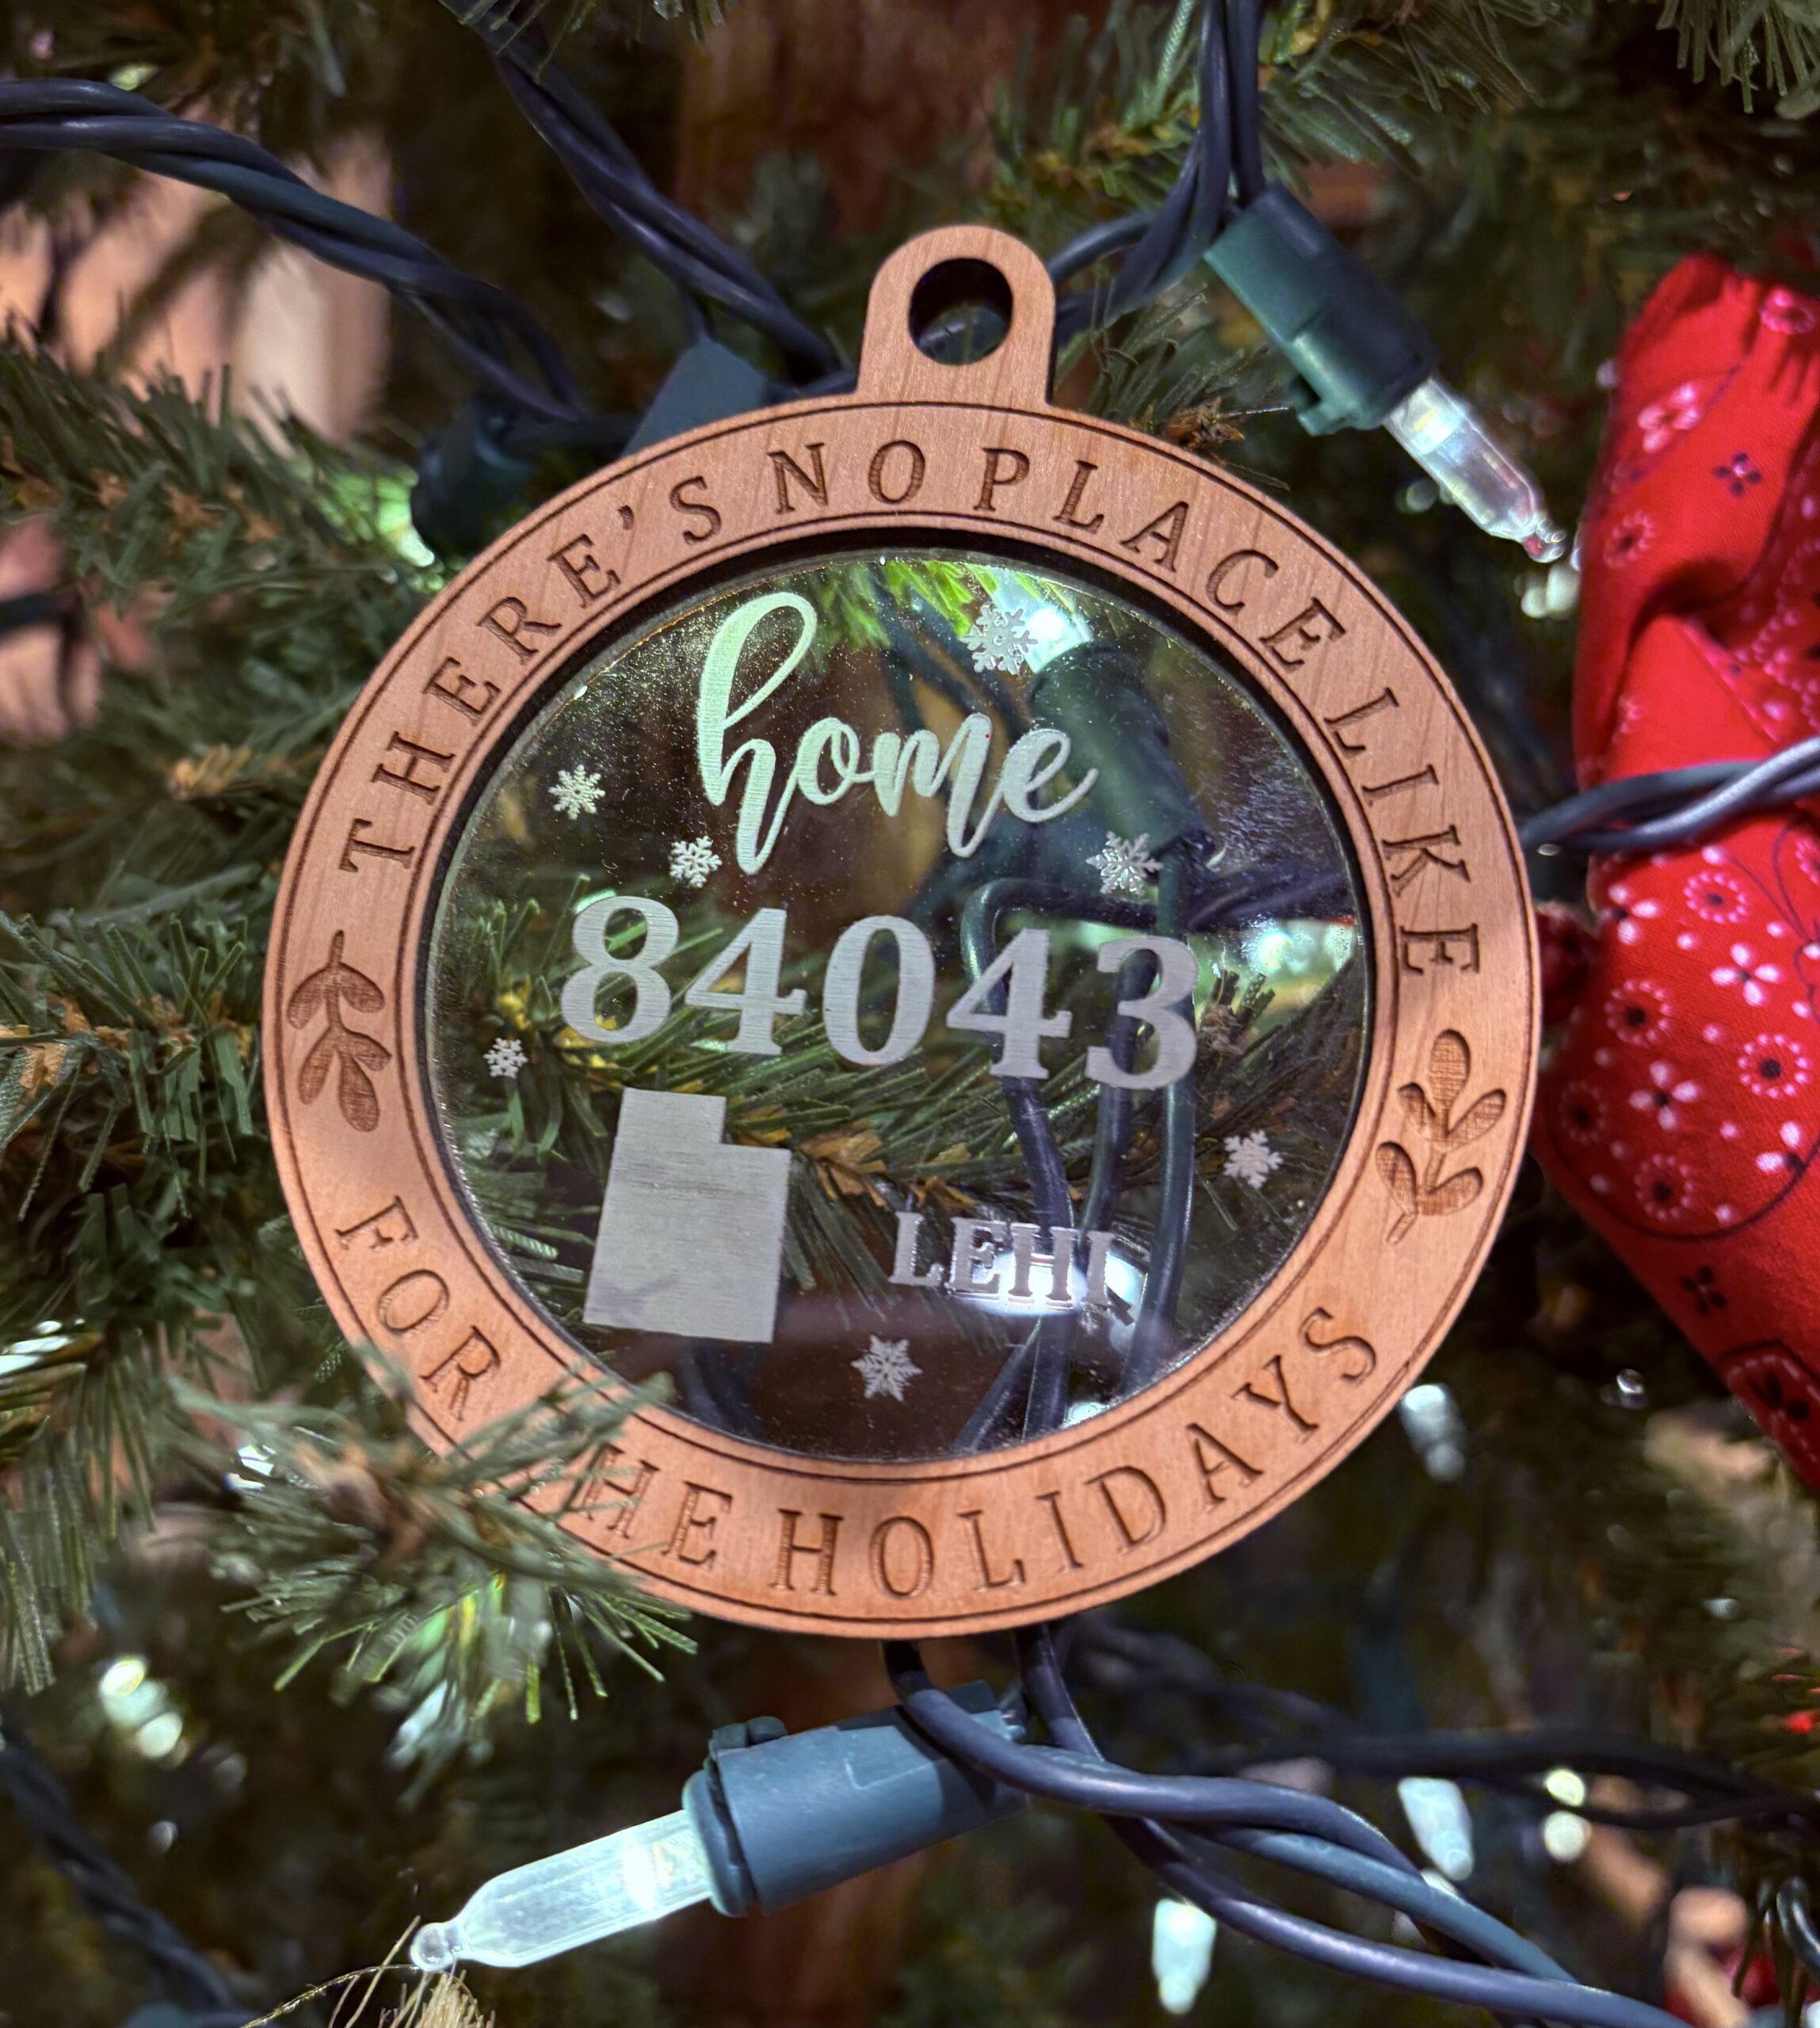 THERE'S NO PLACE LIKE
home
84043
LEHI
FOR THE HOLIDAYS